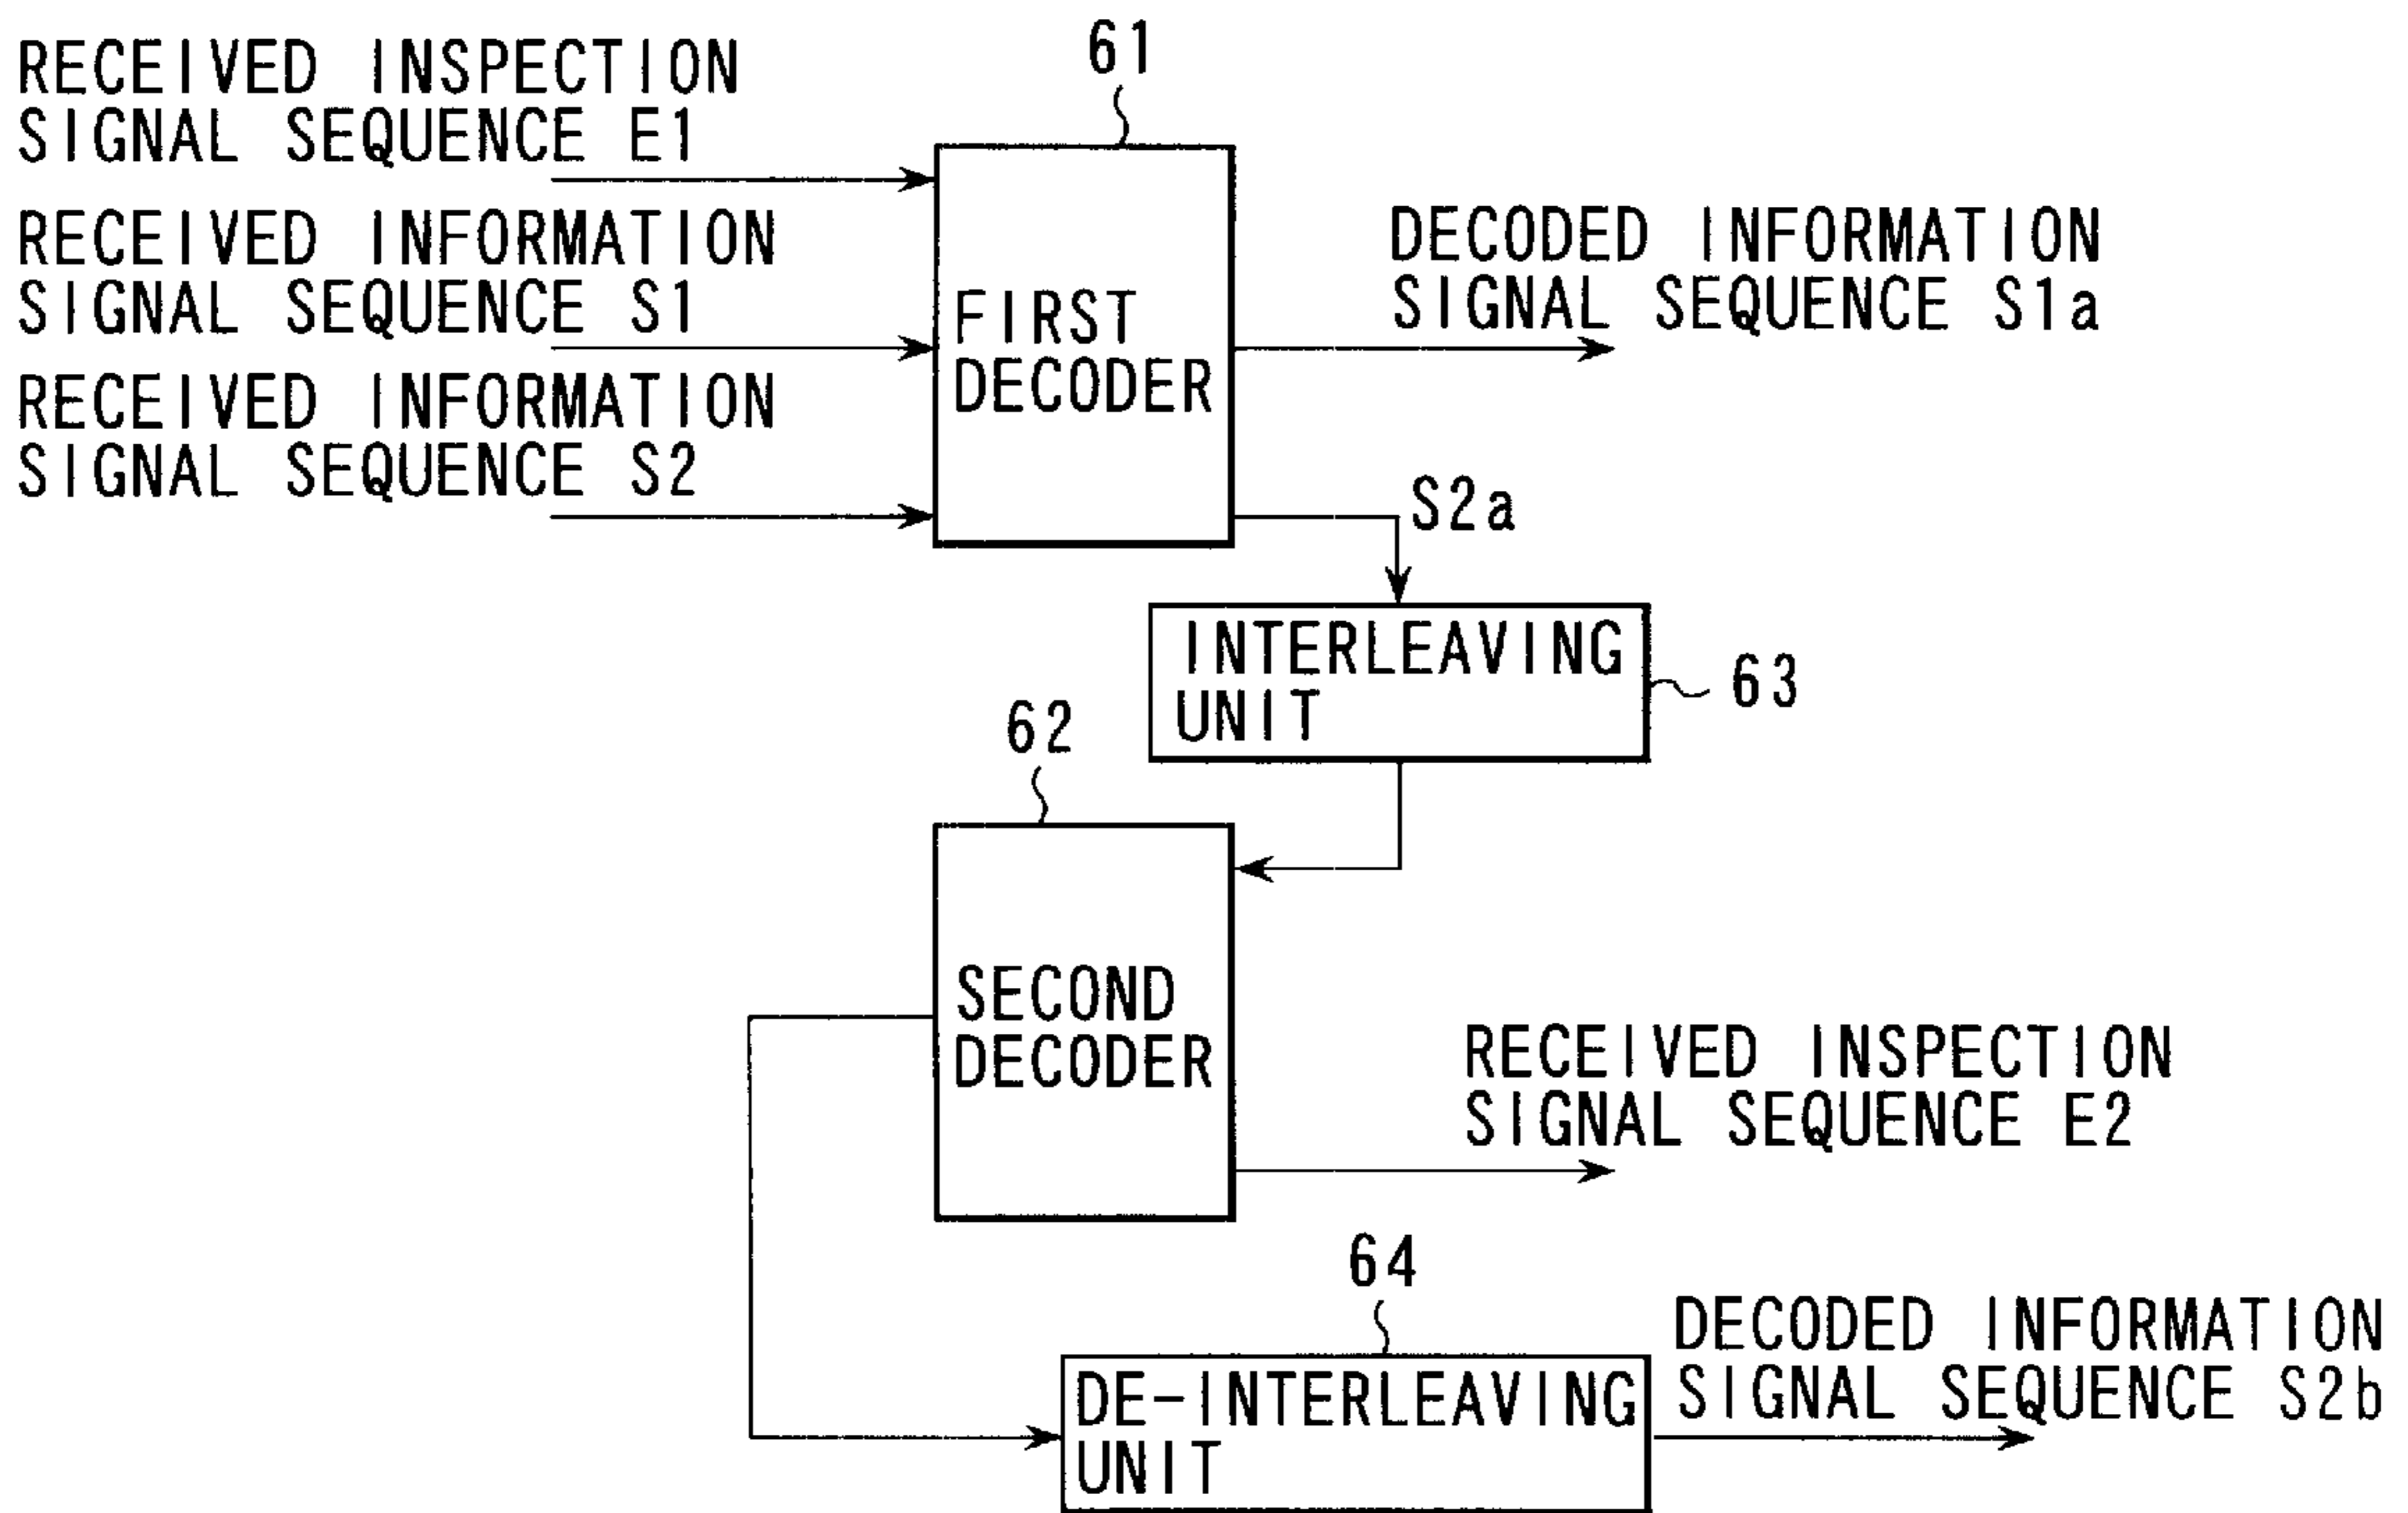 61
RECEIVED INSPECTION
SIGNAL SEQUENCE E1
RECEIVED INFORMATION
SIGNAL SEQUENCE S1
RECEIVED INFORMATION
SIGNAL SEQUENCE S2
FIRST
DECODER
DECODED INFORMATION
SIGNAL SEQUENCE S1a
S2a
INTERLEAVING
UNIT
63
62
SECOND
DECODER
RECEIVED INSPECTION
SIGNAL SEQUENCE E2
64
DE-INTERLEAVING
UNIT
DECODED INFORMATION
SIGNAL SEQUENCE S2b